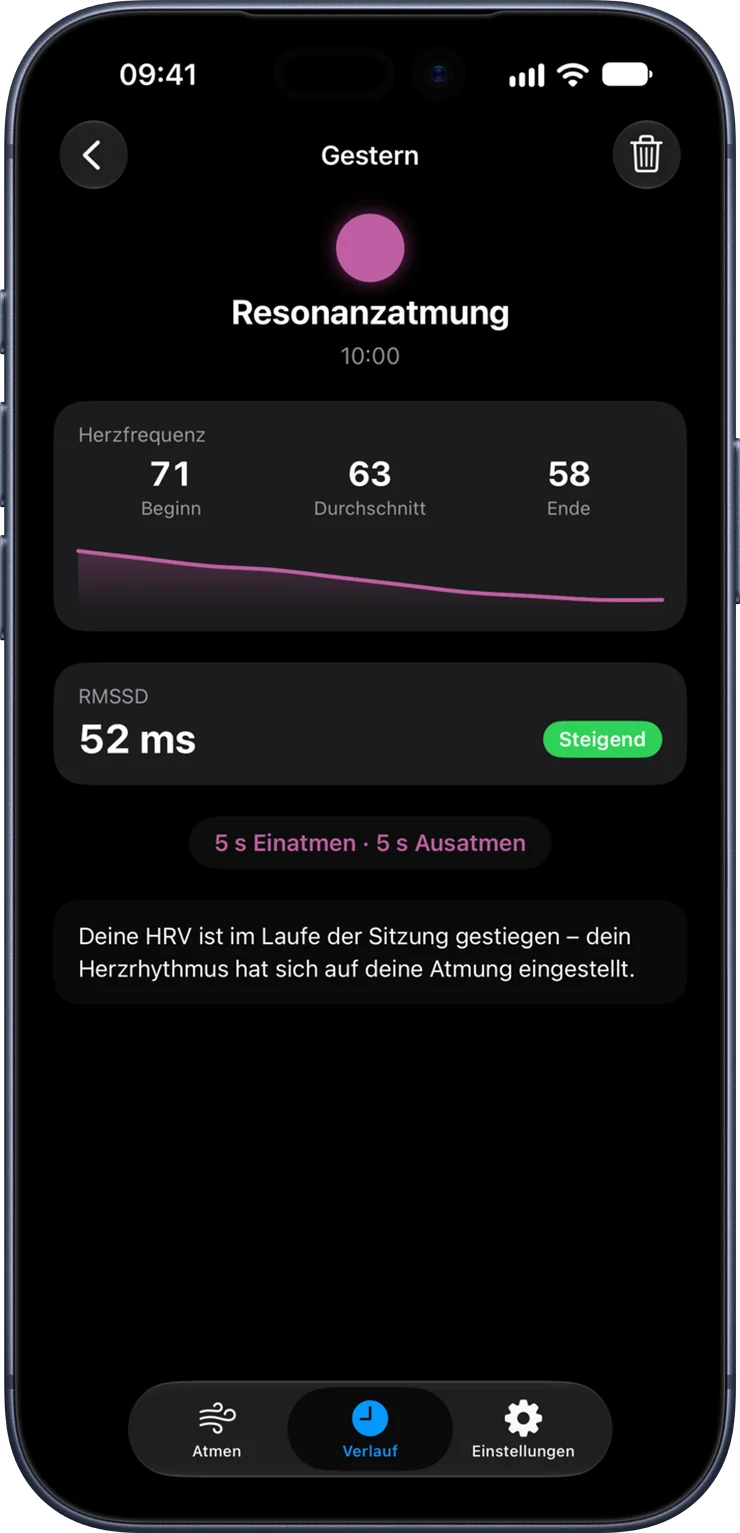 09:41
Gestern
Resonanzatmung
10:00
Herzfrequenz
71 63 58
Beginn Durchschnitt Ende
RMSSD
52 ms
Steigend
5 s Einatmen · 5 s Ausatmen
Deine HRV ist im Laufe der Sitzung gestiegen – dein
Herzrhythmus hat sich auf deine Atmung eingestellt.
Atmen Verlauf Einstellungen